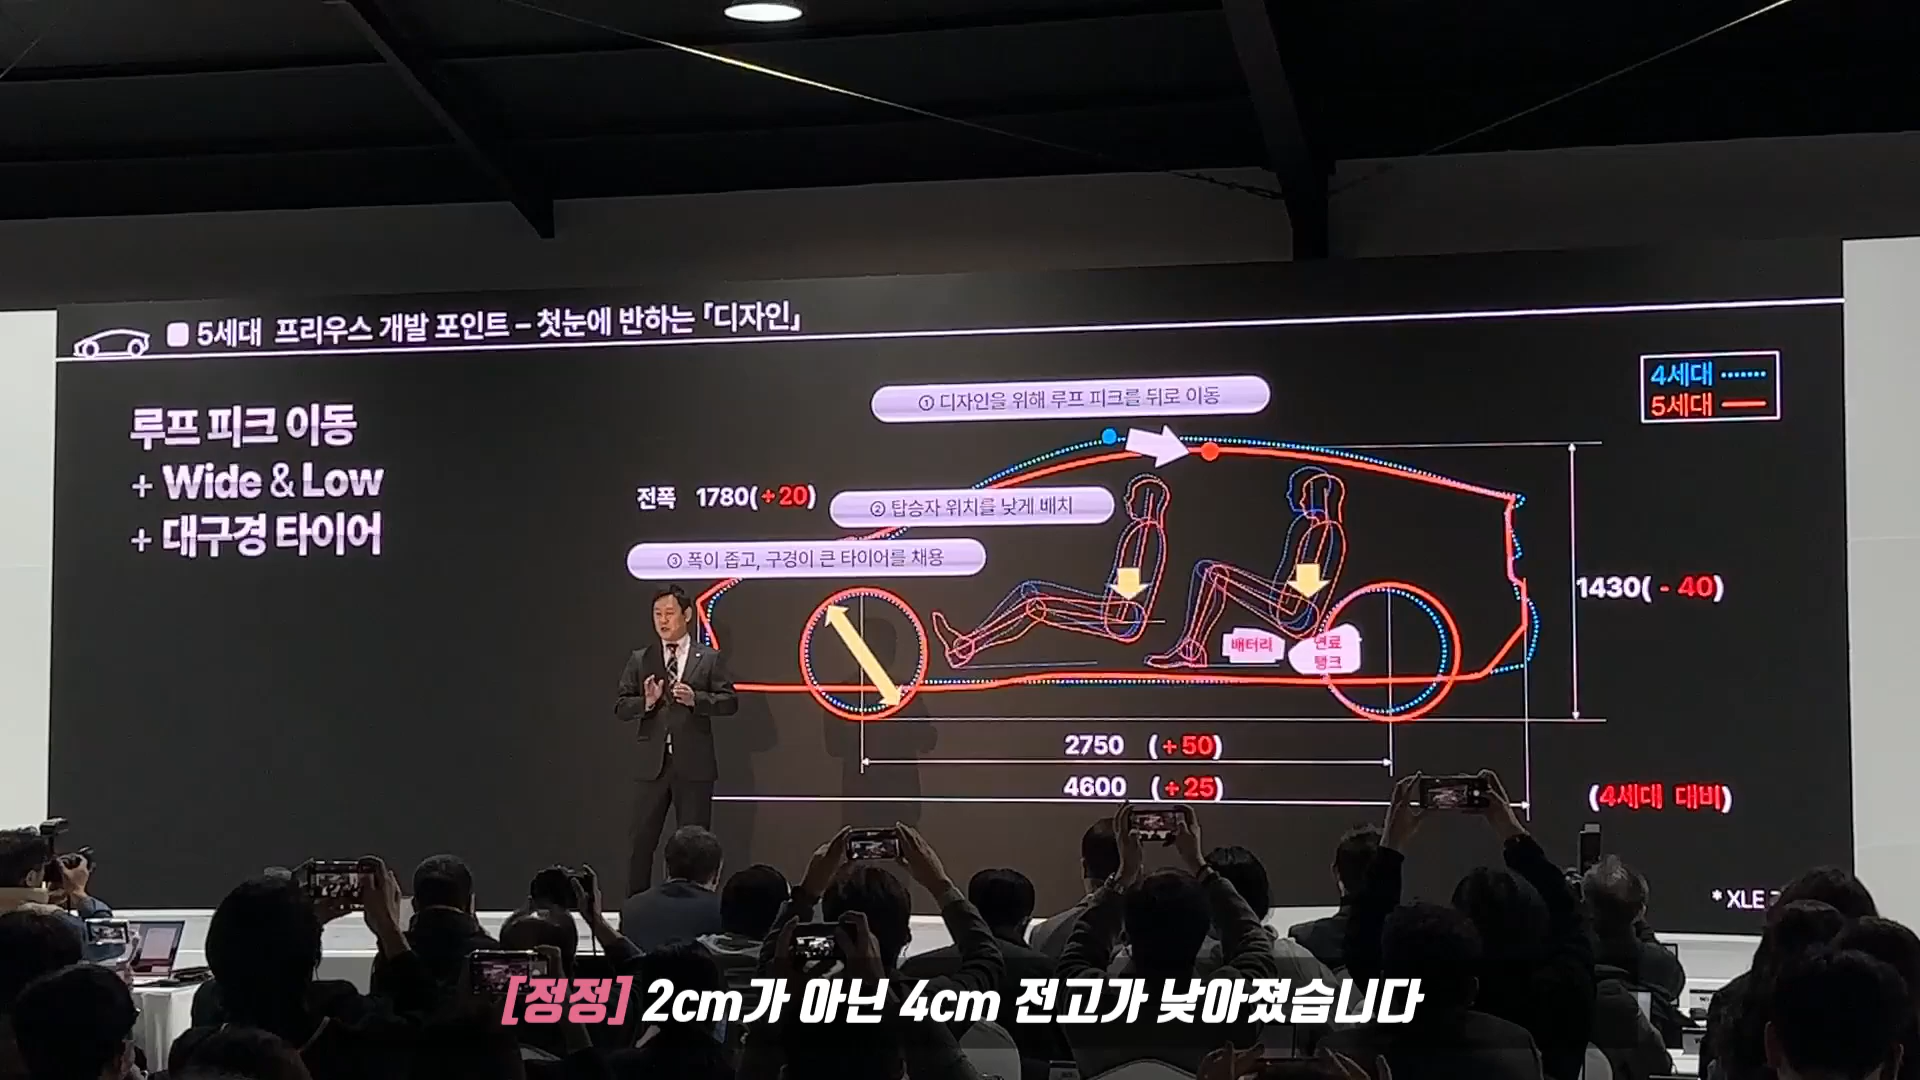 5세대 프리우스 개발 포인트 – 첫눈에 반하는 「디자인」
4세대
5세대
루프 피크 이동
+ Wide & Low
+ 대구경 타이어
① 디자인을 위해 루프 피크를 뒤로 이동
전폭 1780(+20)
② 탑승자 위치를 낮게 배치
③ 폭이 좁고, 구경이 큰 타이어를 채용
1430( - 40)
배터리
연료
탱크
2750 (+50)
4600 (+25)
(4세대 대비)
* XLE
[정정] 2cm가 아닌 4cm 전고가 낮아졌습니다